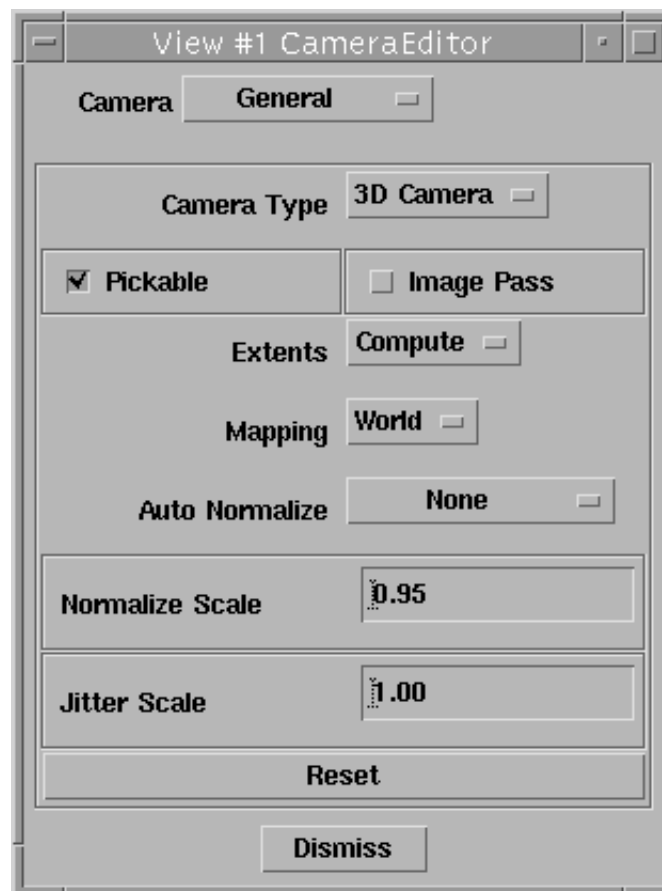 View #1 CameraEditor
Camera General
Camera Type 3D Camera
Pickable Image Pass
Extents Compute
Mapping World
Auto Normalize None
Normalize Scale 0.95
Jitter Scale 1.00
Reset
Dismiss